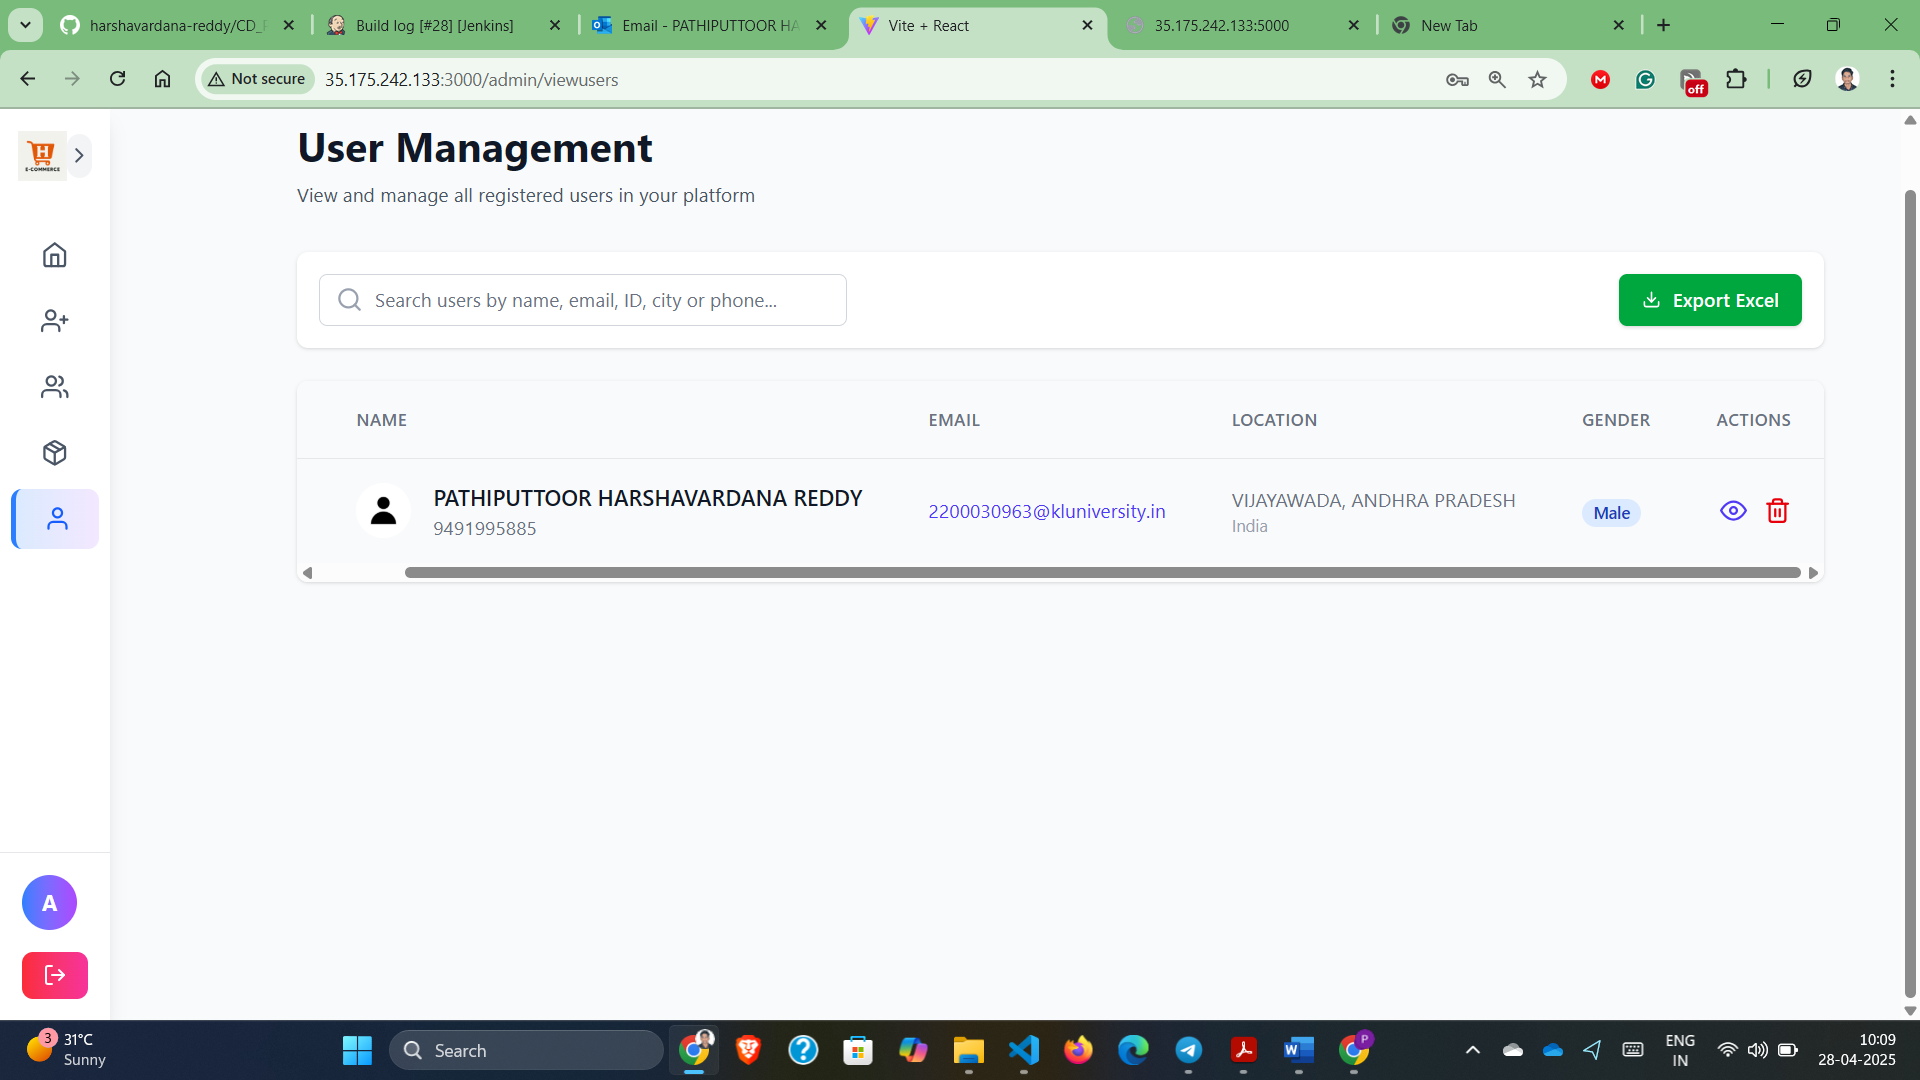 harshavardana-reddy/CD_
Build log [#28] [Jenkins]
Email - PATHIPUTTOOR HA
Vite + React
35.175.242.133:5000
New Tab
Not secure
35.175.242.133:3000/admin/viewusers
off
H
E-COMMERCE
User Management
View and manage all registered users in your platform
Search users by name, email, ID, city or phone...
Export Excel
NAME EMAIL LOCATION GENDER ACTIONS
PATHIPUTTOOR HARSHAVARDANA REDDY
9491995885
2200030963@kluniversity.in
VIJAYAWADA, ANDHRA PRADESH
India
Male
A
3
31°C
Sunny
Search
P
ENG
IN
10:09
28-04-2025